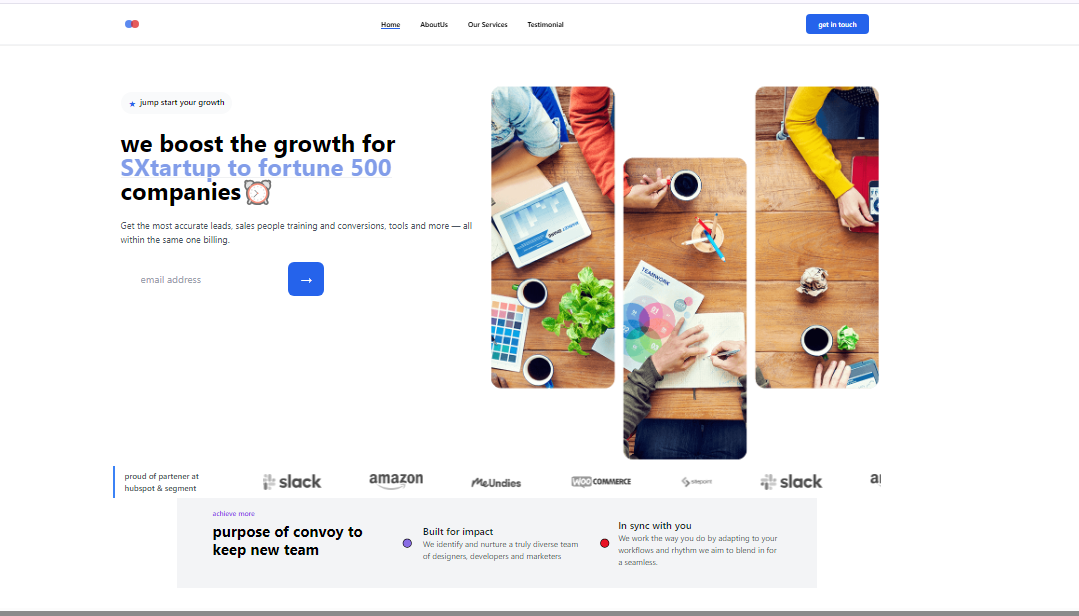 Home
AboutUs
Our Services
Testimonial
get in touch
★ jump start your growth
we boost the growth for
SXtartup to fortune 500
companies
Get the most accurate leads, sales people training and conversions, tools and more — all
within the same one billing.
email address
→
TEAMWORK
proud of partener at
hubspot & segment
slack
amazon
MeUndies
WOO COMMERCE
sitepoint
slack
achieve more
purpose of convoy to
keep new team
Built for impact
We identify and nurture a truly diverse team
of designers, developers and marketers
In sync with you
We work the way you do by adapting to your
workflows and rhythm we aim to blend in for
a seamless.